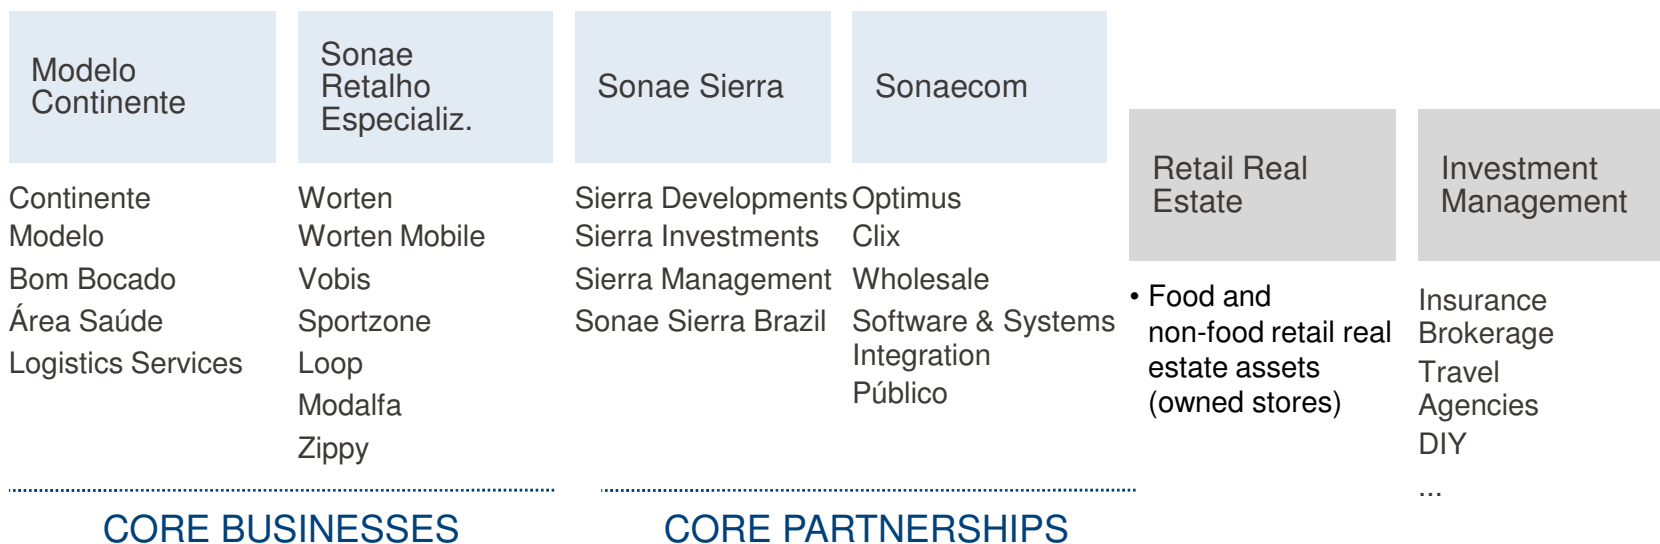 Modelo
Continente
Sonae
Retalho
Especializ.
Sonae Sierra
Sonaecom
Retail Real
Estate
Investment
Management
Continente
Modelo
Bom Bocado
Área Saúde
Logistics Services
Worten
Worten Mobile
Vobis
Sportzone
Loop
Modalfa
Zippy
Sierra Developments
Sierra Investments
Sierra Management
Sonae Sierra Brazil
Optimus
Clix
Wholesale
Software & Systems
Integration
Público
• Food and
non-food retail real
estate assets
(owned stores)
Insurance
Brokerage
Travel
Agencies
DIY
...
CORE BUSINESSES
CORE PARTNERSHIPS